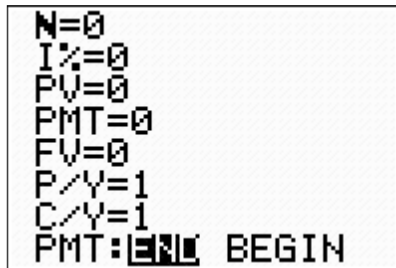 N=0
I%=0
PV=0
PMT=0
FV=0
P/Y=1
C/Y=1
PMT:END BEGIN